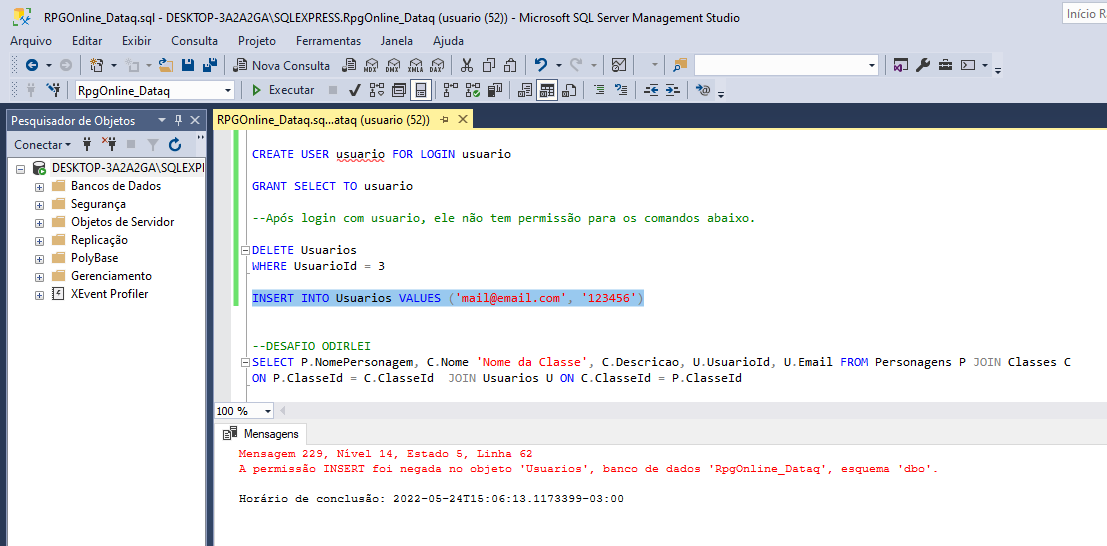 RPGOnline_Dataq.sql - DESKTOP-3A2A2GA\SQLEXPRESS.RpgOnline_Dataq (usuario (52)) - Microsoft SQL Server Management Studio
Início R
Arquivo Editar Exibir Consulta Projeto Ferramentas Janela Ajuda
Nova Consulta MDX DMX XMLA DAX
RpgOnline_Dataq Executar
Pesquisador de Objetos
RPGOnline_Dataq.sq...ataq (usuario (52))
Conectar
DESKTOP-3A2A2GA\SQLEXPI
Bancos de Dados
Segurança
Objetos de Servidor
Replicação
PolyBase
Gerenciamento
XEvent Profiler
CREATE USER usuario FOR LOGIN usuario
GRANT SELECT TO usuario
--Após login com usuario, ele não tem permissão para os comandos abaixo.
DELETE Usuarios
WHERE UsuarioId = 3
INSERT INTO Usuarios VALUES ('mail@email.com', '123456')
--DESAFIO ODIRLEI
SELECT P.NomePersonagem, C.Nome 'Nome da Classe', C.Descricao, U.UsuarioId, U.Email FROM Personagens P JOIN Classes C
ON P.ClasseId = C.ClasseId  JOIN Usuarios U ON C.ClasseId = P.ClasseId
100 %
Mensagens
Mensagem 229, Nível 14, Estado 5, Linha 62
A permissão INSERT foi negada no objeto 'Usuarios', banco de dados 'RpgOnline_Dataq', esquema 'dbo'.
Horário de conclusão: 2022-05-24T15:06:13.1173399-03:00